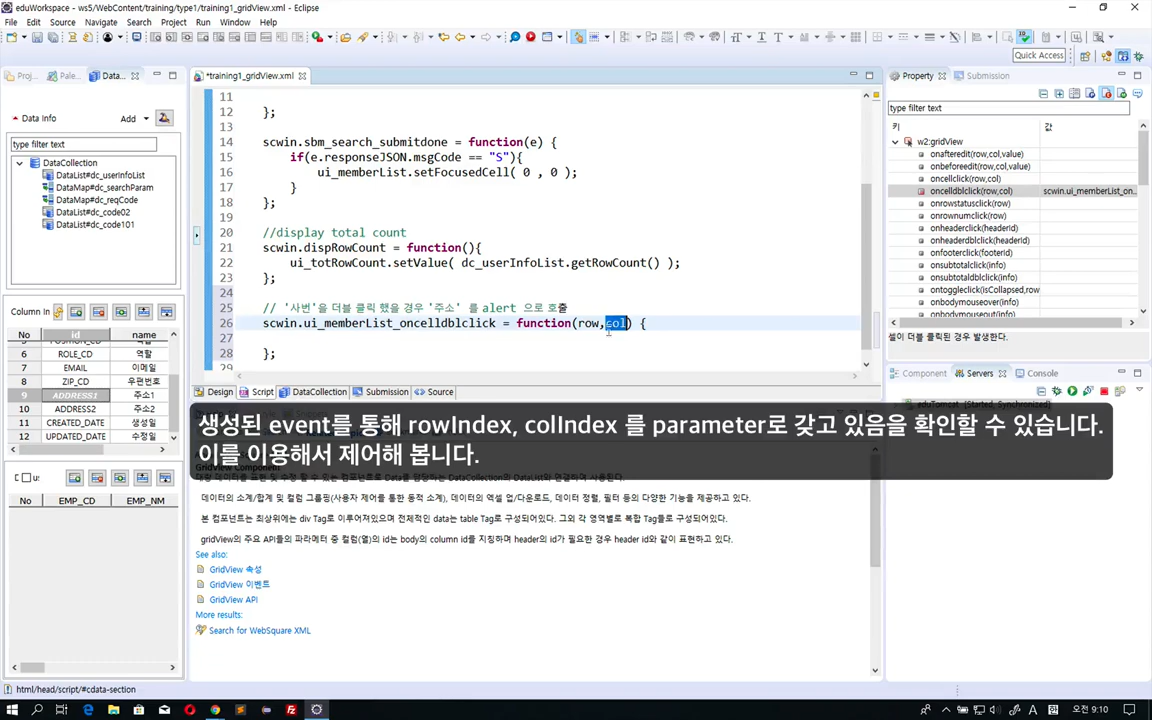 eduWorkspace - ws5/WebContent/training/type1/training1_gridView.xml - Eclipse
File Edit Source Navigate Search Project Run Window Help
Quick Access
Proj... Pale... Data...
*training1_gridView.xml
Property Submission
Data Info Add
type filter text
DataCollection
DataList#dc_userInfoList
DataMap#dc_searchParam
DataMap#dc_reqCode
DataList#dc_code02
DataList#dc_code101
Column In
No id name
6 ROLE_CD 역할
7 EMAIL 이메일
8 ZIP_CD 우편번호
9 ADDRESS1 주소1
10 ADDRESS2 주소2
11 CREATED_DATE 생성일
12 UPDATED_DATE 수정일
No EMP_CD EMP_NM
11
12 };
13
14 scwin.sbm_search_submitdone = function(e) {
15 if(e.responseJSON.msgCode == "S"){
16 ui_memberList.setFocusedCell( 0 , 0 );
17 }
18 };
19
20 //display total count
21 scwin.dispRowCount = function(){
22 ui_totRowCount.setValue( dc_userInfoList.getRowCount() );
23 };
24
25 // '사번'을 더블 클릭 했을 경우 '주소' 를 alert 으로 호출
26 scwin.ui_memberList_oncelldblclick = function(row,col) {
27
28 };
29
Design Script DataCollection Submission Source
type filter text
키 값
w2:gridView
onafteredit(row,col,value)
onbeforeedit(row,col,value)
oncellclick(row,col)
oncelldblclick(row,col) scwin.ui_memberList_on...
onrowstatusclick(row)
onrownumclick(row)
onheaderclick(headerId)
onheaderdblclick(headerId)
onfooterdblclick(info)
onsubtotalclick(info)
onsubtotaldblclick(info)
ontoggleclick(isCollapsed,row
onbodymouseover(info)
셀이 더블 클릭된 경우 발생한다.
Component Servers Console
생성된 event를 통해 rowIndex, colIndex 를 parameter로 갖고 있음을 확인할 수 있습니다.
이를 이용해서 제어해 봅니다.
데이터의 소계/합계 및 컬럼 그룹핑(사용자 제어를 통한 동적 소계), 데이터의 엑셀 업/다운로드, 데이터 정렬, 필터 등의 다양한 기능을 제공하고 있다.
본 컴포넌트는 최상위에는 div Tag로 이루어져있으며 전체적인 data는 table Tag로 구성되어있다. 그외 각 영역별로 복합 Tag들로 구성되어있다.
gridView의 주요 API들의 파라메터 중 컬럼(열)의 id는 body의 column id를 지칭하며 header의 id가 필요한 경우 header id와 같이 표현하고 있다.
See also:
GridView 속성
GridView 이벤트
GridView API
More results:
Search for WebSquare XML
html/head/script/#cdata-section
오전 9:10